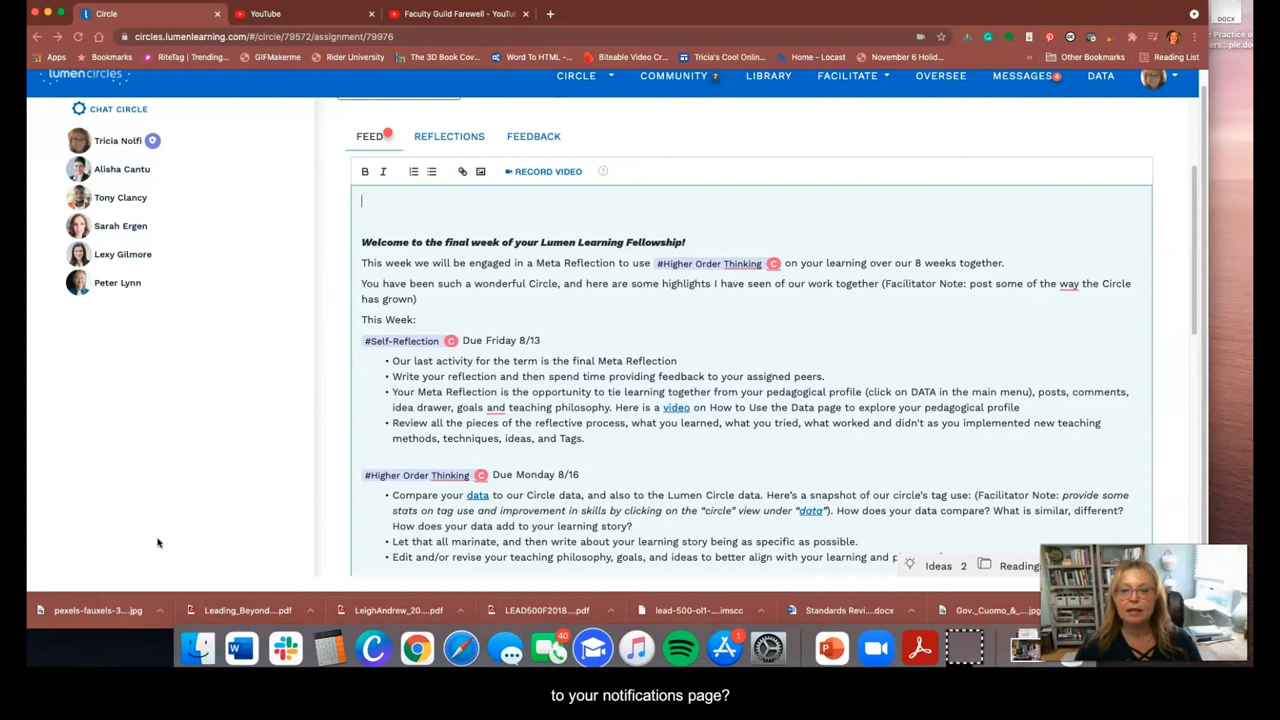 DOCX
Circle
YouTube
Faculty Guild Farewell - YouTu
circles.lumenlearning.com/#/circle/79572/assignment/79976
Practice o
Apps
Bookmarks
RiteTag | Trending...
GIFMakerme
Rider University
The 3D Book Cov...
Word To HTML -...
Biteable Video Cr...
Tricia's Cool Onlin...
Home - Locast
November 6 Holid...
Other Bookmarks
Reading List
lumencircles
CIRCLE
COMMUNITY 7
LIBRARY
FACILITATE
OVERSEE
MESSAGES 4
DATA
CHAT CIRCLE
Tricia Nolfi
Alisha Cantu
Tony Clancy
Sarah Ergen
Lexy Gilmore
Peter Lynn
FEED
REFLECTIONS
FEEDBACK
B I
RECORD VIDEO
Welcome to the final week of your Lumen Learning Fellowship!
This week we will be engaged in a Meta Reflection to use #Higher Order Thinking C on your learning over our 8 weeks together.
You have been such a wonderful Circle, and here are some highlights I have seen of our work together (Facilitator Note: post some of the way the Circle
has grown)
This Week:
#Self-Reflection C Due Friday 8/13
• Our last activity for the term is the final Meta Reflection
• Write your reflection and then spend time providing feedback to your assigned peers.
• Your Meta Reflection is the opportunity to tie learning together from your pedagogical profile (click on DATA in the main menu), posts, comments,
idea drawer, goals and teaching philosophy. Here is a video on How to Use the Data page to explore your pedagogical profile
• Review all the pieces of the reflective process, what you learned, what you tried, what worked and didn't as you implemented new teaching
methods, techniques, ideas, and Tags.
#Higher Order Thinking C Due Monday 8/16
• Compare your data to our Circle data, and also to the Lumen Circle data. Here's a snapshot of our circle's tag use: (Facilitator Note: provide some
stats on tag use and improvement in skills by clicking on the "circle" view under "data"). How does your data compare? What is similar, different?
How does your data add to your learning story?
• Let that all marinate, and then write about your learning story being as specific as possible.
• Edit and/or revise your teaching philosophy, goals, and ideas to better align with your learning and p
Ideas 2
Reading
pexels-fauxels-3....jpg
Leading_Beyond....pdf
LeighAndrew_20....pdf
LEAD500F2018....pdf
lead-500-ol1-....imscc
Standards Revi....docx
Gov._Cuomo_&_....jpg
40
1
to your notifications page?